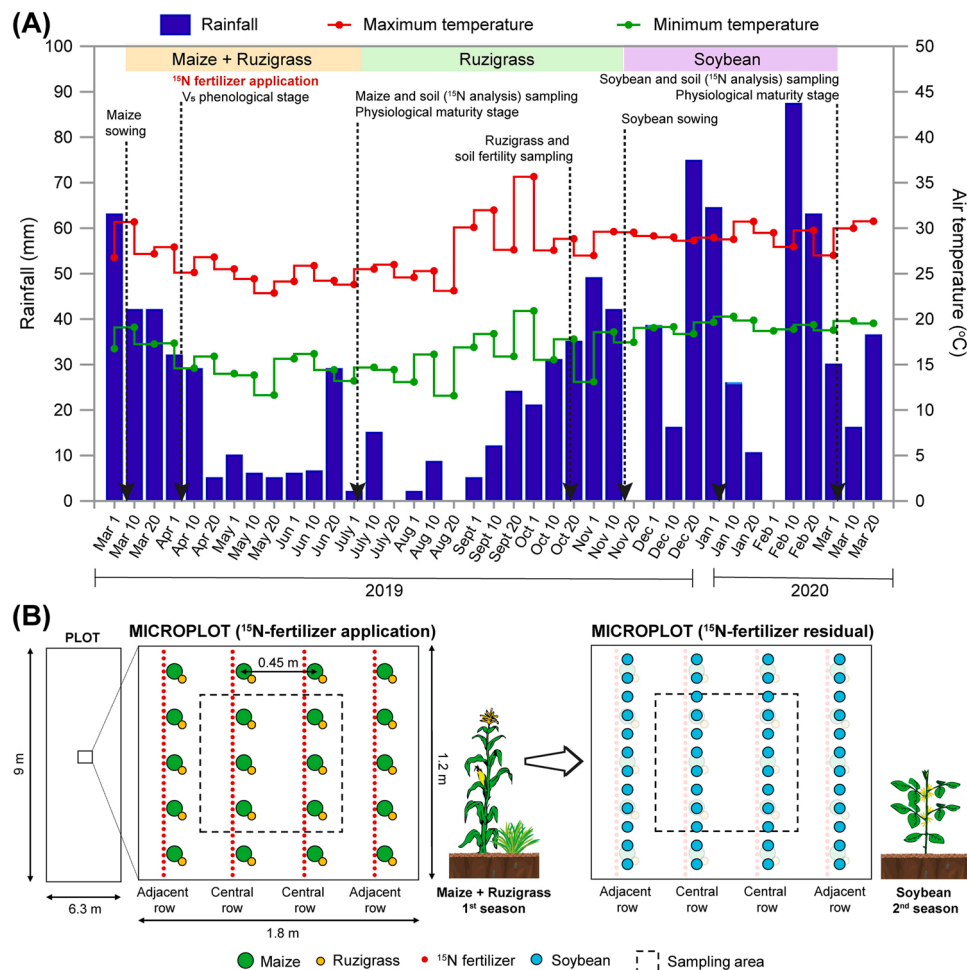 (A)
Rainfall
Maximum temperature
Minimum temperature
Maize + Ruzigrass
Ruzigrass
Soybean
¹⁵N fertilizer application
V₅ phenological stage
Maize and soil (¹⁵N analysis) sampling
Physiological maturity stage
Soybean and soil (¹⁵N analysis) sampling
Physiological maturity stage
Maize
sowing
Soybean sowing
Ruzigrass and
soil fertility sampling
Rainfall (mm)
100
90
80
70
60
50
40
30
20
10
0
Air temperature (°C)
50
45
40
35
30
25
20
15
10
5
0
Mar 1
Mar 10
Mar 20
Apr 1
Apr 10
Apr 20
May 1
May 10
May 20
Jun 1
Jun 10
Jun 20
July 1
July 10
July 20
Aug 1
Aug 10
Aug 20
Sept 1
Sept 10
Sept 20
Oct 1
Oct 10
Oct 20
Nov 1
Nov 10
Nov 20
Dec 1
Dec 10
Dec 20
Jan 1
Jan 10
Jan 20
Feb 1
Feb 10
Feb 20
Mar 1
Mar 10
Mar 20
2019
2020
(B)
PLOT
9 m
6.3 m
MICROPLOT (¹⁵N-fertilizer application)
0.45 m
1.2 m
Adjacent
row
Central
row
Central
row
Adjacent
row
1.8 m
Maize + Ruzigrass
1ˢᵗ season
MICROPLOT (¹⁵N-fertilizer residual)
Adjacent
row
Central
row
Central
row
Adjacent
row
Soybean
2ⁿᵈ season
Maize
Ruzigrass
¹⁵N fertilizer
Soybean
Sampling area